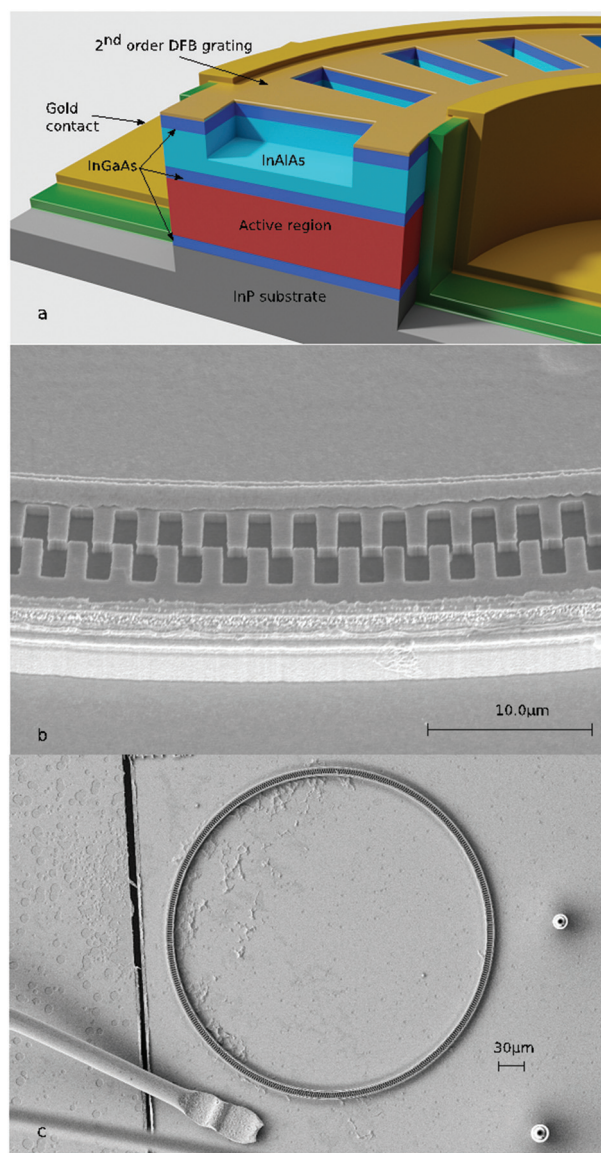 2nd order DFB grating
Gold
contact
InGaAs
InAlAs
Active region
InP substrate
a
10.0μm
b
30μm
c